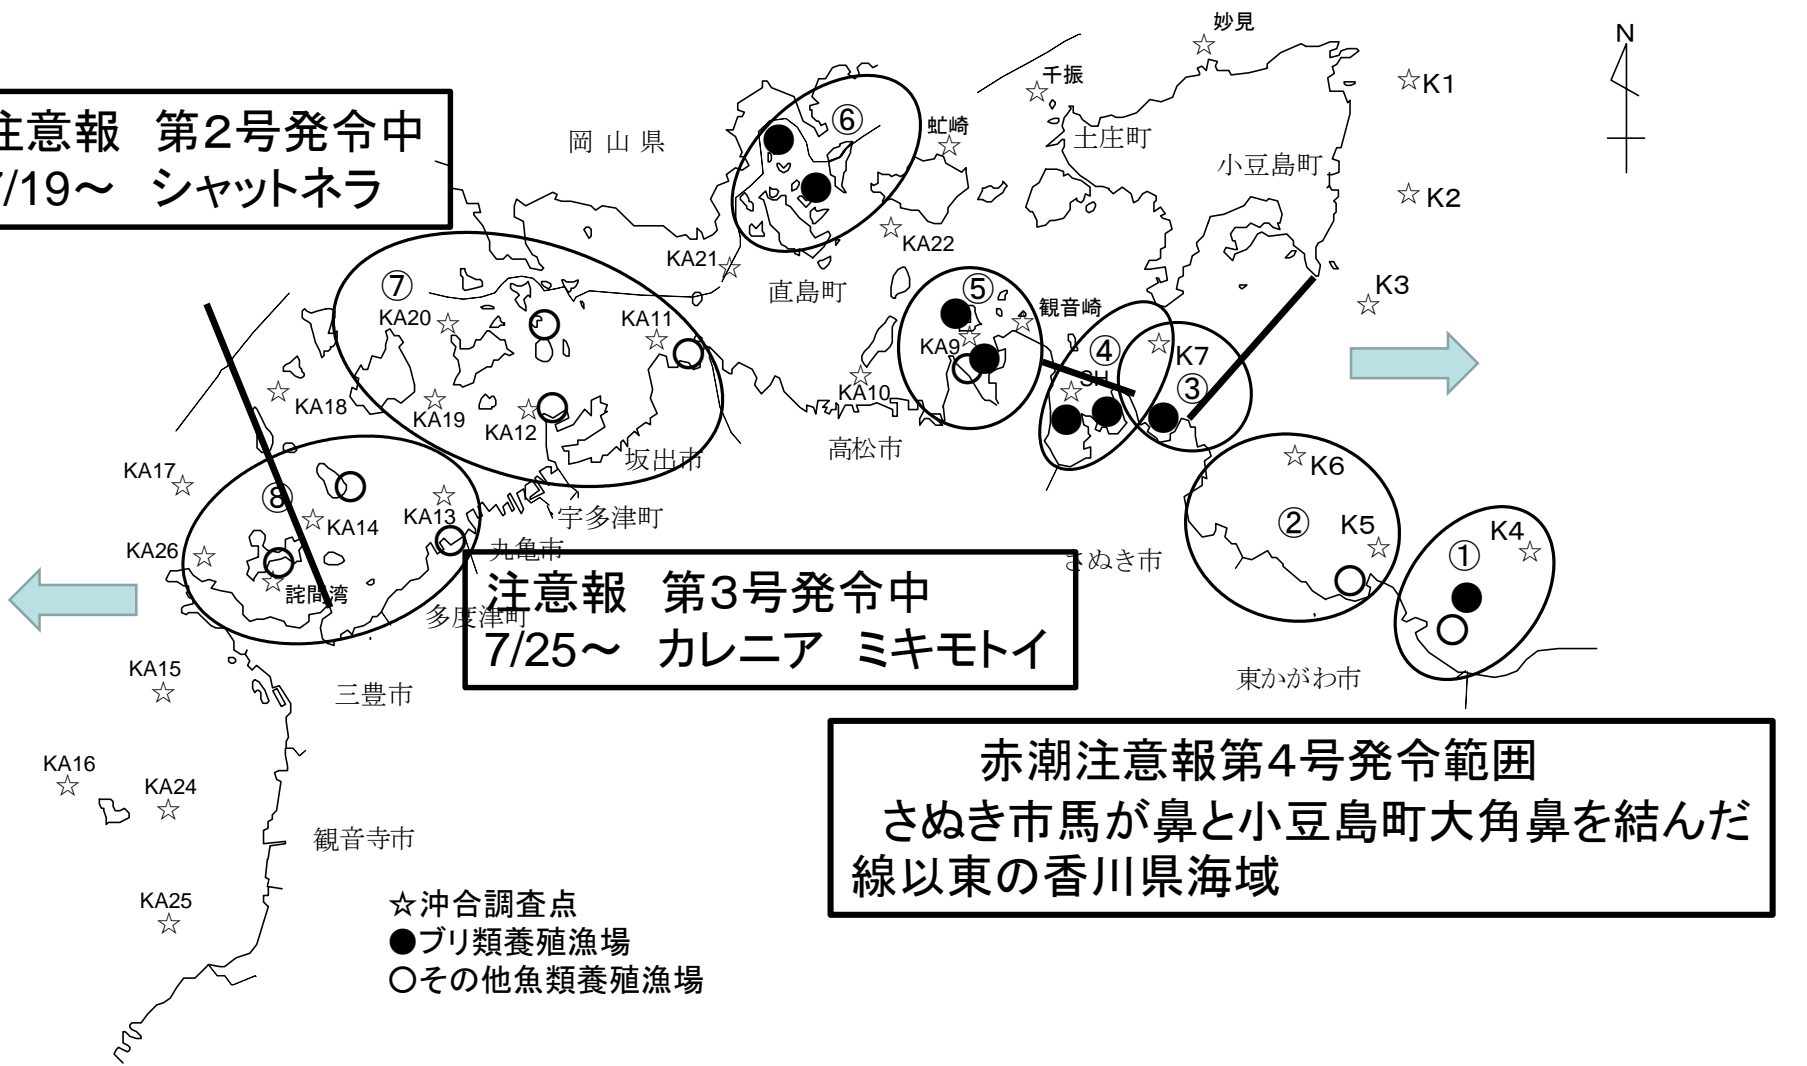 妙見
☆
N
千振
☆
☆K1
注意報 第2号発令中
7/19~ シャットネラ
⑥
虻崎
☆
岡 山 県
土庄町
小豆島町
☆K2
☆KA22
KA21☆
⑦
直島町
⑤
観音崎
☆
K3
☆
KA20☆
KA11
☆
KA9☆
④
☆K7
③
SH
☆
☆KA18
☆
KA19
☆
KA12
☆
KA10
高松市
坂出市
KA17
☆
⑧
☆KA14
☆
KA13
☆K6
②
K5
☆
K4
☆
①
宇多津町
丸亀市
さぬき市
KA26
☆
☆詫間湾
多度津町
注意報 第3号発令中
7/25~ カレニア ミキモトイ
KA15
☆
三豊市
東かがわ市
KA16
☆
KA24
☆
赤潮注意報第4号発令範囲
さぬき市馬が鼻と小豆島町大角鼻を結んだ
線以東の香川県海域
観音寺市
KA25
☆
☆沖合調査点
●ブリ類養殖漁場
○その他魚類養殖漁場